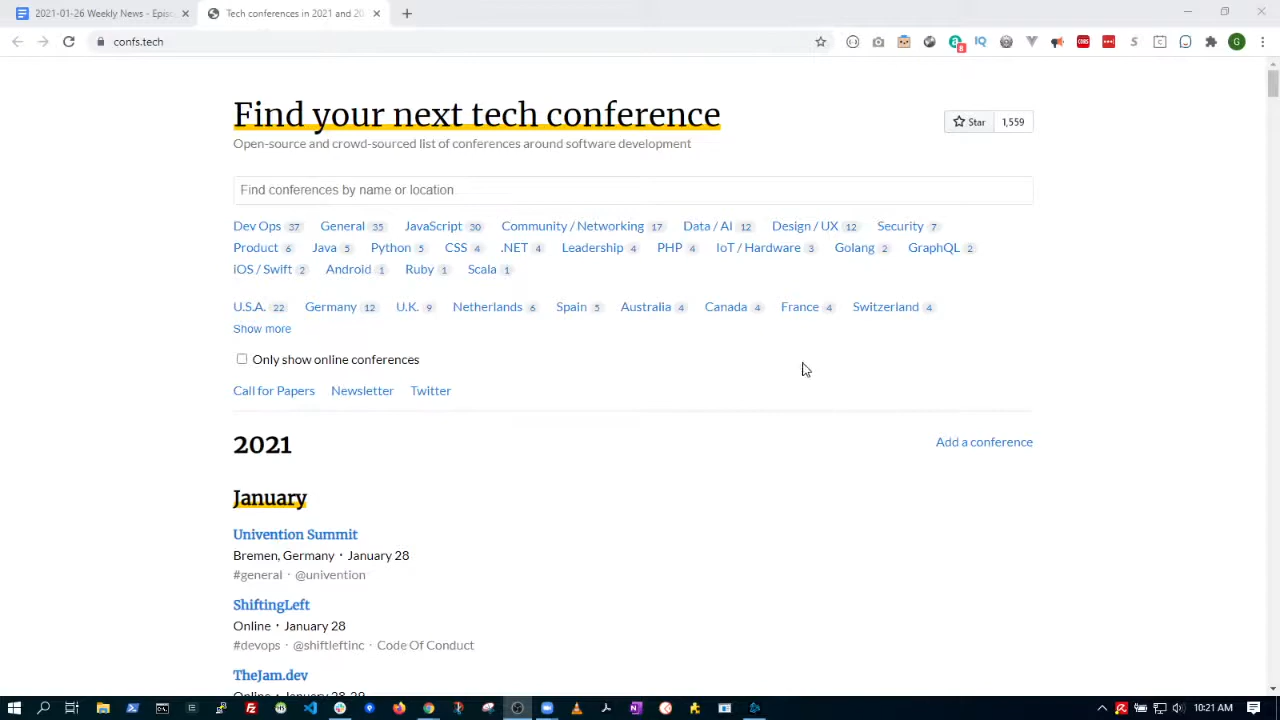 2021-01-26 Weekly News - Epis
Tech conferences in 2021 and 20
confs.tech
8
IQ
G
Find your next tech conference
Star 1,559
Open-source and crowd-sourced list of conferences around software development
Find conferences by name or location
Dev Ops 37 General 35 JavaScript 30 Community / Networking 17 Data / AI 12 Design / UX 12 Security 7
Product 6 Java 5 Python 5 CSS 4 .NET 4 Leadership 4 PHP 4 IoT / Hardware 3 Golang 2 GraphQL 2
iOS / Swift 2 Android 1 Ruby 1 Scala 1
U.S.A. 22 Germany 12 U.K. 9 Netherlands 6 Spain 5 Australia 4 Canada 4 France 4 Switzerland 4
Show more
Only show online conferences
Call for Papers Newsletter Twitter
2021
Add a conference
January
Univention Summit
Bremen, Germany · January 28
#general · @univention
ShiftingLeft
Online · January 28
#devops · @shiftleftinc · Code Of Conduct
TheJam.dev
Online · January 28-29
10:21 AM